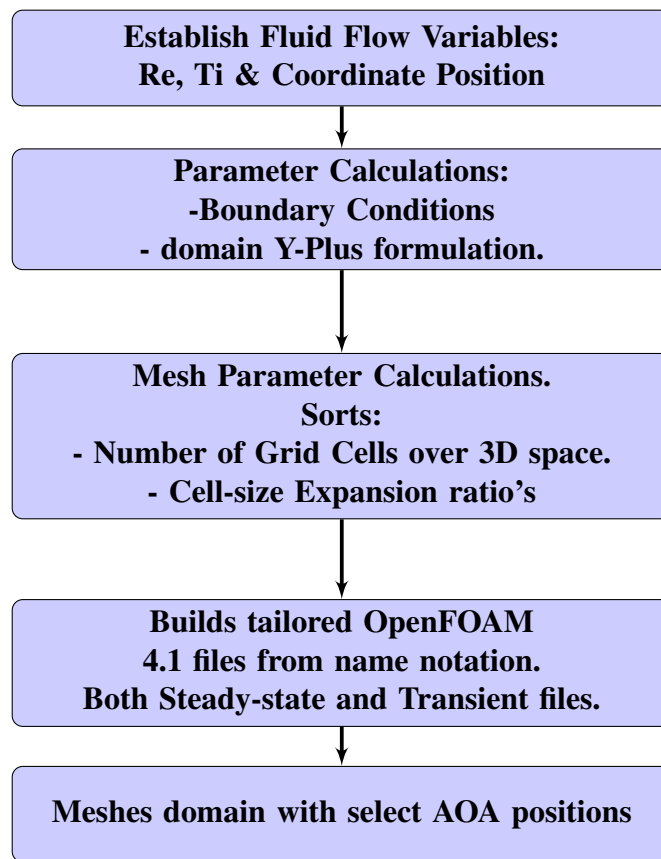 Establish Fluid Flow Variables:
Re, Ti & Coordinate Position
Parameter Calculations:
-Boundary Conditions
- domain Y-Plus formulation.
Mesh Parameter Calculations.
Sorts:
- Number of Grid Cells over 3D space.
- Cell-size Expansion ratio's
Builds tailored OpenFOAM
4.1 files from name notation.
Both Steady-state and Transient files.
Meshes domain with select AOA positions